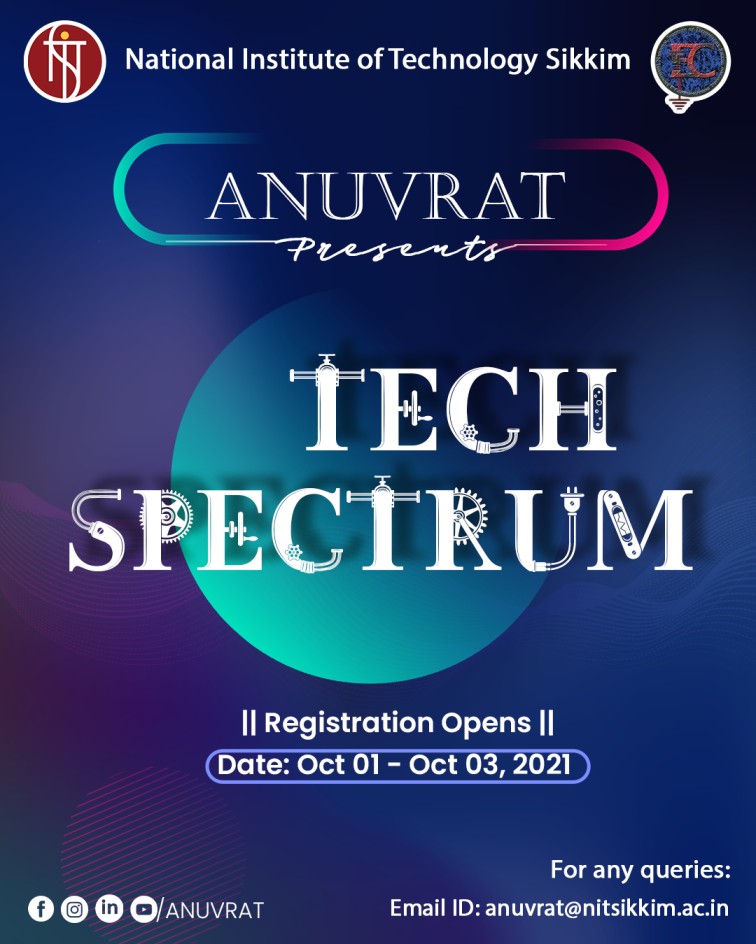 National Institute of Technology Sikkim
ANUVRAT
Presents
TECH
SPECTRUM
|| Registration Opens ||
Date: Oct 01 - Oct 03, 2021
For any queries:
/ANUVRAT
Email ID: anuvrat@nitsikkim.ac.in